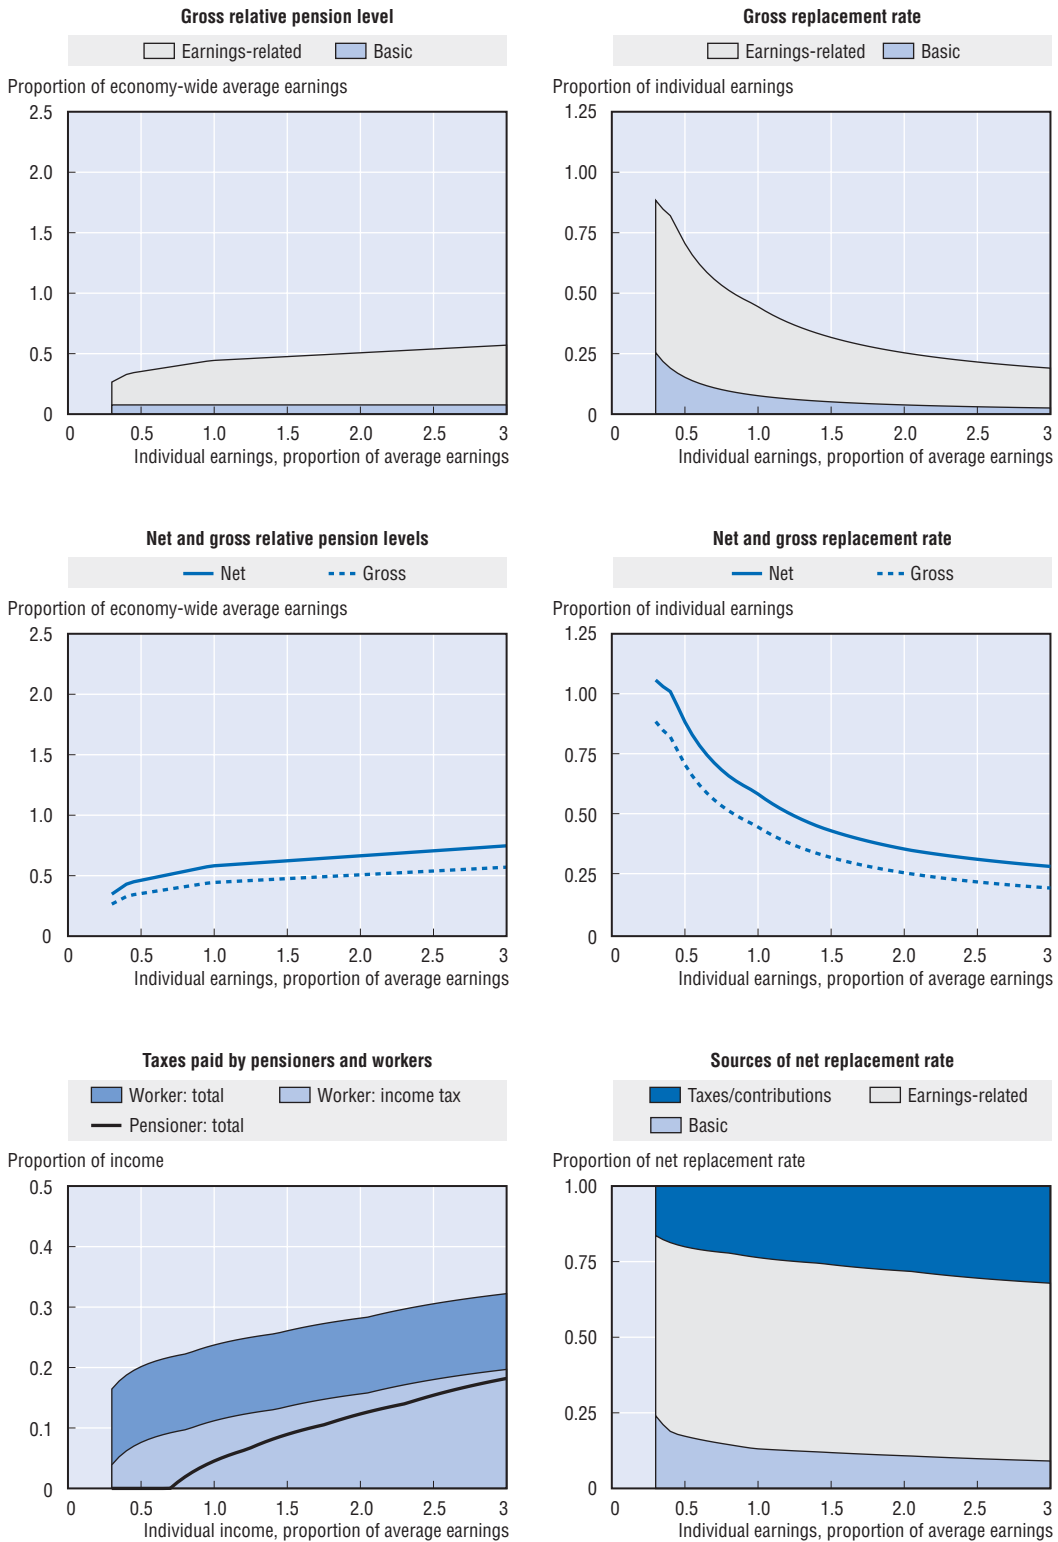 Gross relative pension level
Earnings-related Basic
Proportion of economy-wide average earnings
2.5
2.0
1.5
1.0
0.5
0
0 0.5 1.0 1.5 2.0 2.5 3
Individual earnings, proportion of average earnings
Gross replacement rate
Earnings-related Basic
Proportion of individual earnings
1.25
1.00
0.75
0.50
0.25
0
0 0.5 1.0 1.5 2.0 2.5 3
Individual earnings, proportion of average earnings
Net and gross relative pension levels
Net Gross
Proportion of economy-wide average earnings
2.5
2.0
1.5
1.0
0.5
0
0 0.5 1.0 1.5 2.0 2.5 3
Individual earnings, proportion of average earnings
Net and gross replacement rate
Net Gross
Proportion of individual earnings
1.25
1.00
0.75
0.50
0.25
0
0 0.5 1.0 1.5 2.0 2.5 3
Individual earnings, proportion of average earnings
Taxes paid by pensioners and workers
Worker: total Worker: income tax
Pensioner: total
Proportion of income
0.5
0.4
0.3
0.2
0.1
0
0 0.5 1.0 1.5 2.0 2.5 3
Individual income, proportion of average earnings
Sources of net replacement rate
Taxes/contributions Earnings-related
Basic
Proportion of net replacement rate
1.00
0.75
0.50
0.25
0
0 0.5 1.0 1.5 2.0 2.5 3
Individual earnings, proportion of average earnings